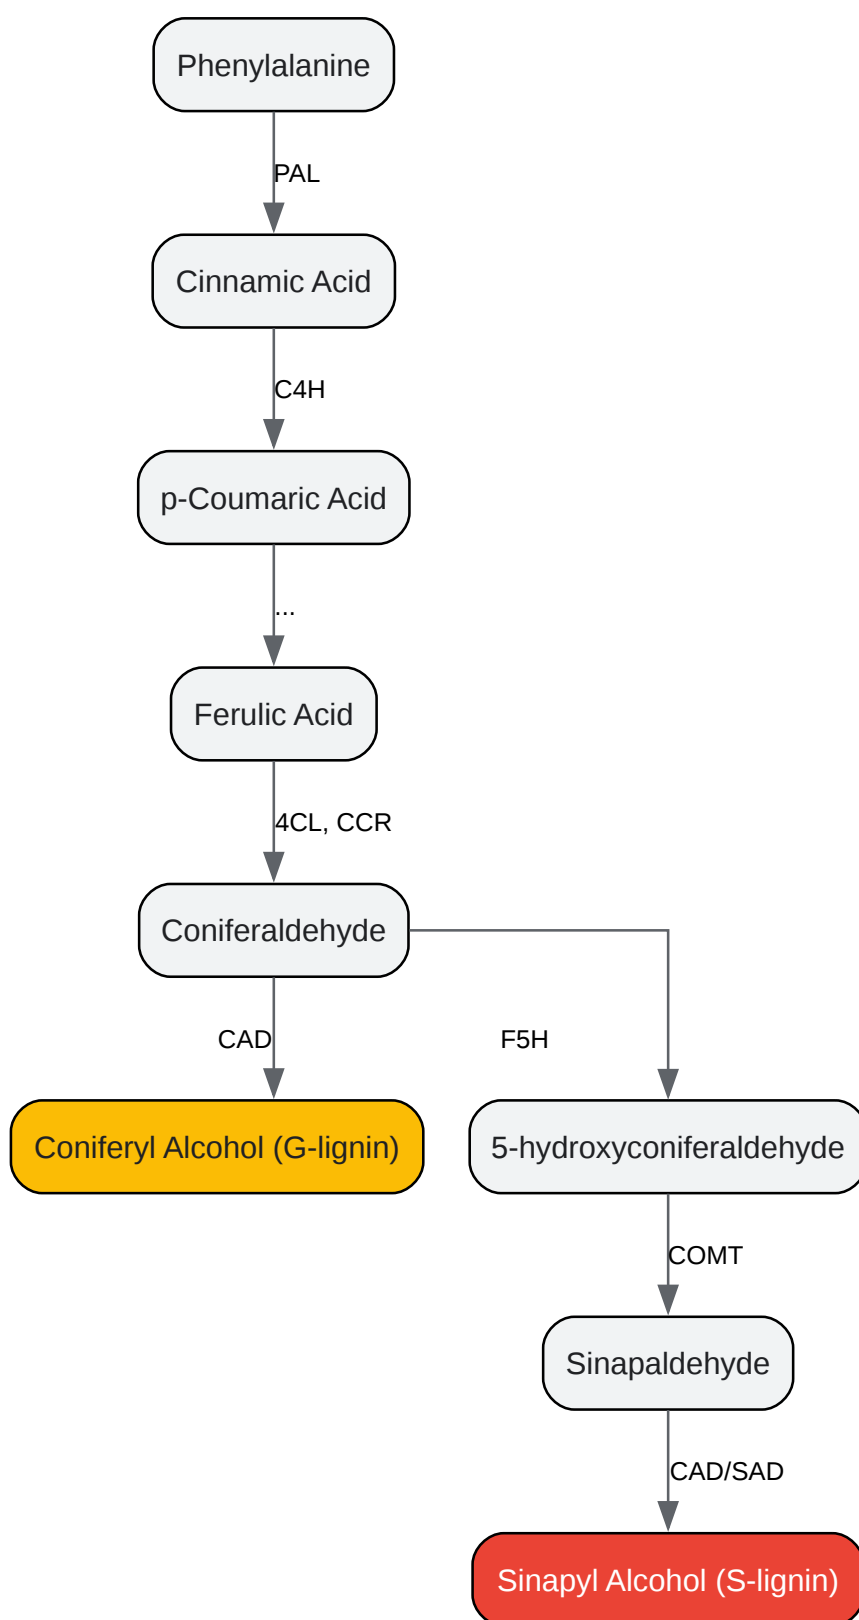 Phenylalanine
PAL
Cinnamic Acid
C4H
p-Coumaric Acid
...
Ferulic Acid
4CL, CCR
Coniferaldehyde
CAD
F5H
Coniferyl Alcohol (G-lignin)
5-hydroxyconiferaldehyde
COMT
Sinapaldehyde
CAD/SAD
Sinapyl Alcohol (S-lignin)